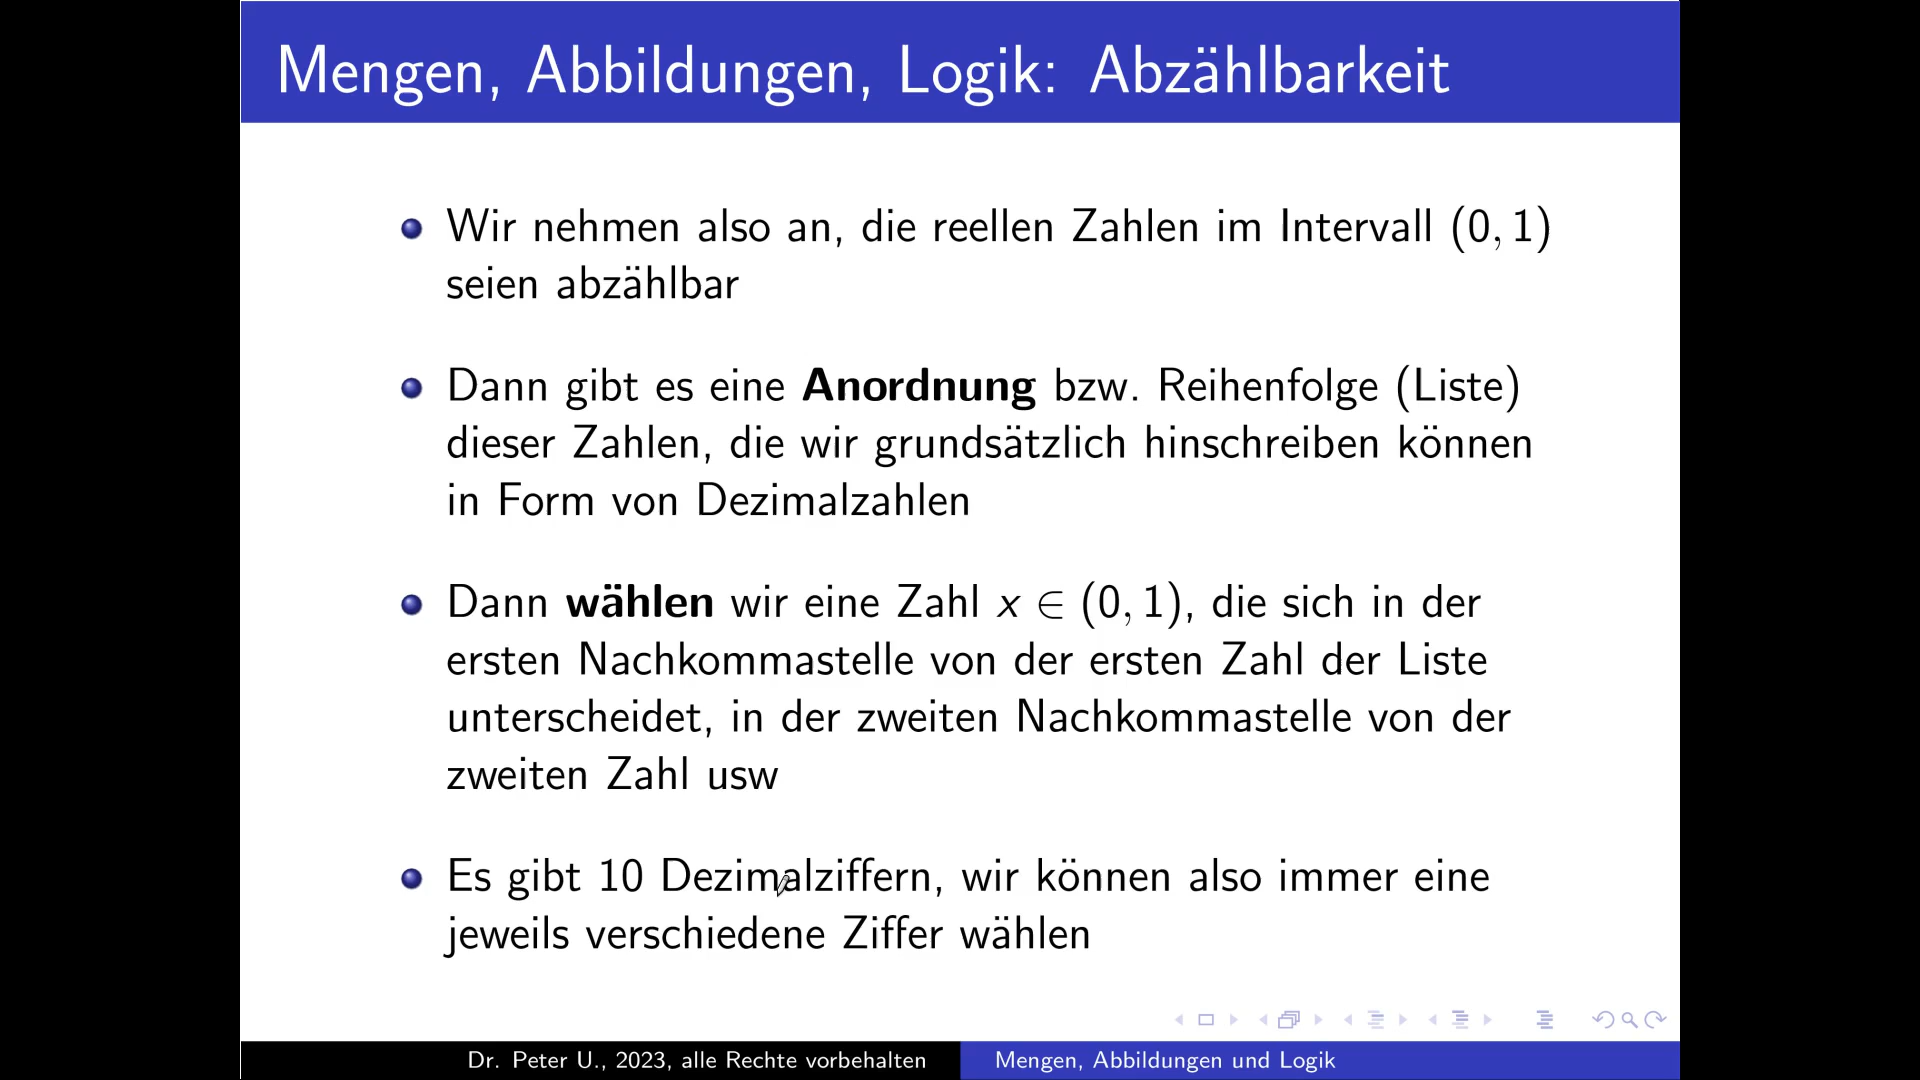 Mengen, Abbildungen, Logik: Abzählbarkeit
Wir nehmen also an, die reellen Zahlen im Intervall (0, 1)
seien abzählbar
Dann gibt es eine Anordnung bzw. Reihenfolge (Liste)
dieser Zahlen, die wir grundsätzlich hinschreiben können
in Form von Dezimalzahlen
Dann wählen wir eine Zahl x ∈ (0, 1), die sich in der
ersten Nachkommastelle von der ersten Zahl der Liste
unterscheidet, in der zweiten Nachkommastelle von der
zweiten Zahl usw
Es gibt 10 Dezimalziffern, wir können also immer eine
jeweils verschiedene Ziffer wählen
Dr. Peter U., 2023, alle Rechte vorbehalten
Mengen, Abbildungen und Logik